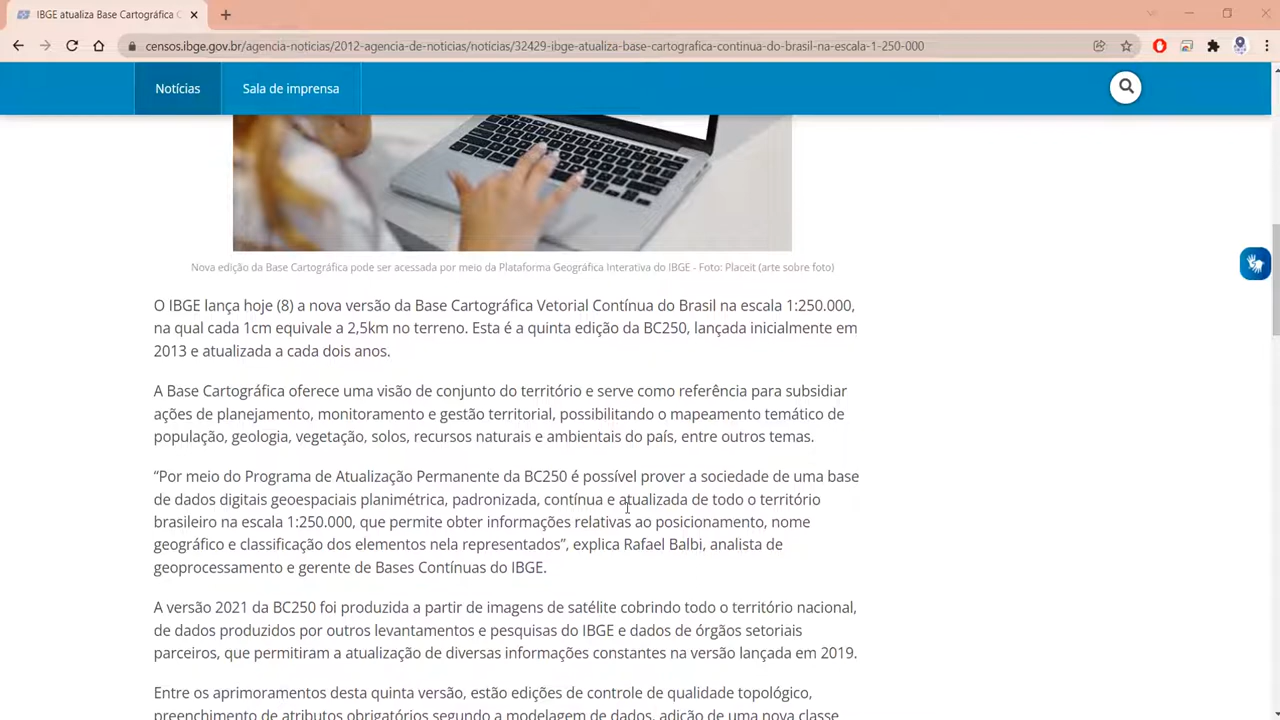 IBGE atualiza Base Cartográfica C
censos.ibge.gov.br/agencia-noticias/2012-agencia-de-noticias/noticias/32429-ibge-atualiza-base-cartografica-continua-do-brasil-na-escala-1-250-000
Notícias Sala de imprensa
Nova edição da Base Cartográfica pode ser acessada por meio da Plataforma Geográfica Interativa do IBGE - Foto: Placeit (arte sobre foto)
O IBGE lança hoje (8) a nova versão da Base Cartográfica Vetorial Contínua do Brasil na escala 1:250.000,
na qual cada 1cm equivale a 2,5km no terreno. Esta é a quinta edição da BC250, lançada inicialmente em
2013 e atualizada a cada dois anos.
A Base Cartográfica oferece uma visão de conjunto do território e serve como referência para subsidiar
ações de planejamento, monitoramento e gestão territorial, possibilitando o mapeamento temático de
população, geologia, vegetação, solos, recursos naturais e ambientais do país, entre outros temas.
“Por meio do Programa de Atualização Permanente da BC250 é possível prover a sociedade de uma base
de dados digitais geoespaciais planimétrica, padronizada, contínua e atualizada de todo o território
brasileiro na escala 1:250.000, que permite obter informações relativas ao posicionamento, nome
geográfico e classificação dos elementos nela representados”, explica Rafael Balbi, analista de
geoprocessamento e gerente de Bases Contínuas do IBGE.
A versão 2021 da BC250 foi produzida a partir de imagens de satélite cobrindo todo o território nacional,
de dados produzidos por outros levantamentos e pesquisas do IBGE e dados de órgãos setoriais
parceiros, que permitiram a atualização de diversas informações constantes na versão lançada em 2019.
Entre os aprimoramentos desta quinta versão, estão edições de controle de qualidade topológico,
preenchimento de atributos obrigatórios segundo a modelagem de dados, adição de uma nova classe